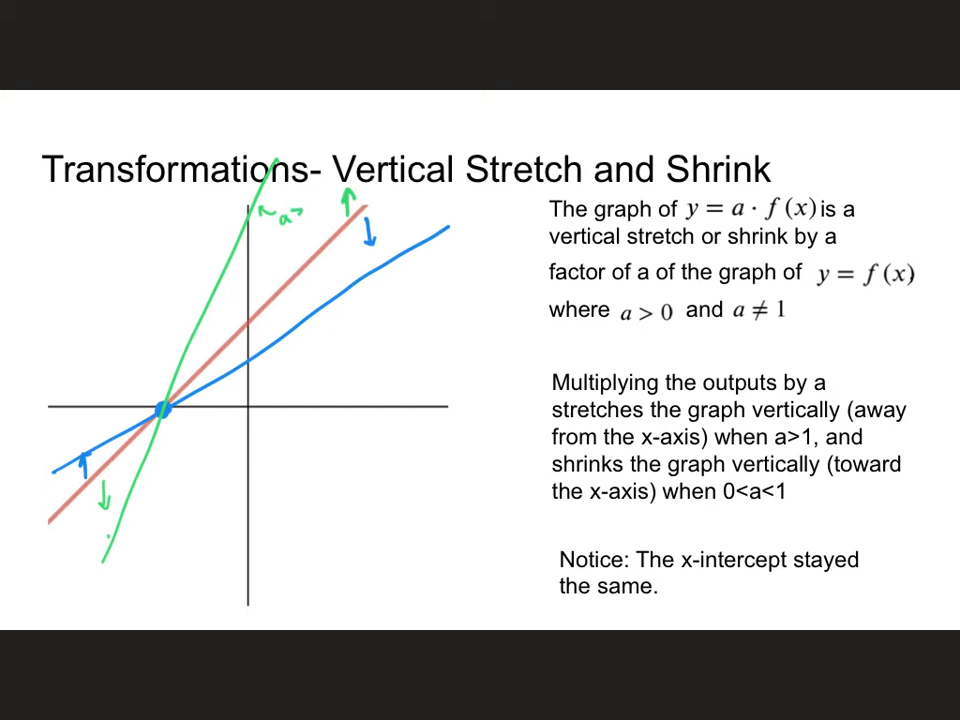 Transformations- Vertical Stretch and Shrink
The graph of y = a · f (x) is a
vertical stretch or shrink by a
factor of a of the graph of y = f (x)
where a > 0 and a ≠ 1
Multiplying the outputs by a
stretches the graph vertically (away
from the x-axis) when a>1, and
shrinks the graph vertically (toward
the x-axis) when 0<a<1
Notice: The x-intercept stayed
the same.